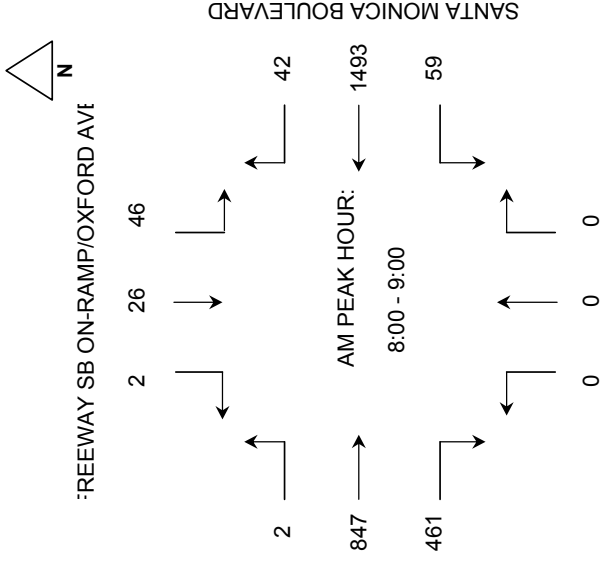 N
FREEWAY SB ON-RAMP/OXFORD AVE
SANTA MONICA BOULEVARD
2 26 46
2
847
461
42
1493
59
AM PEAK HOUR:
8:00 - 9:00
0 0 0